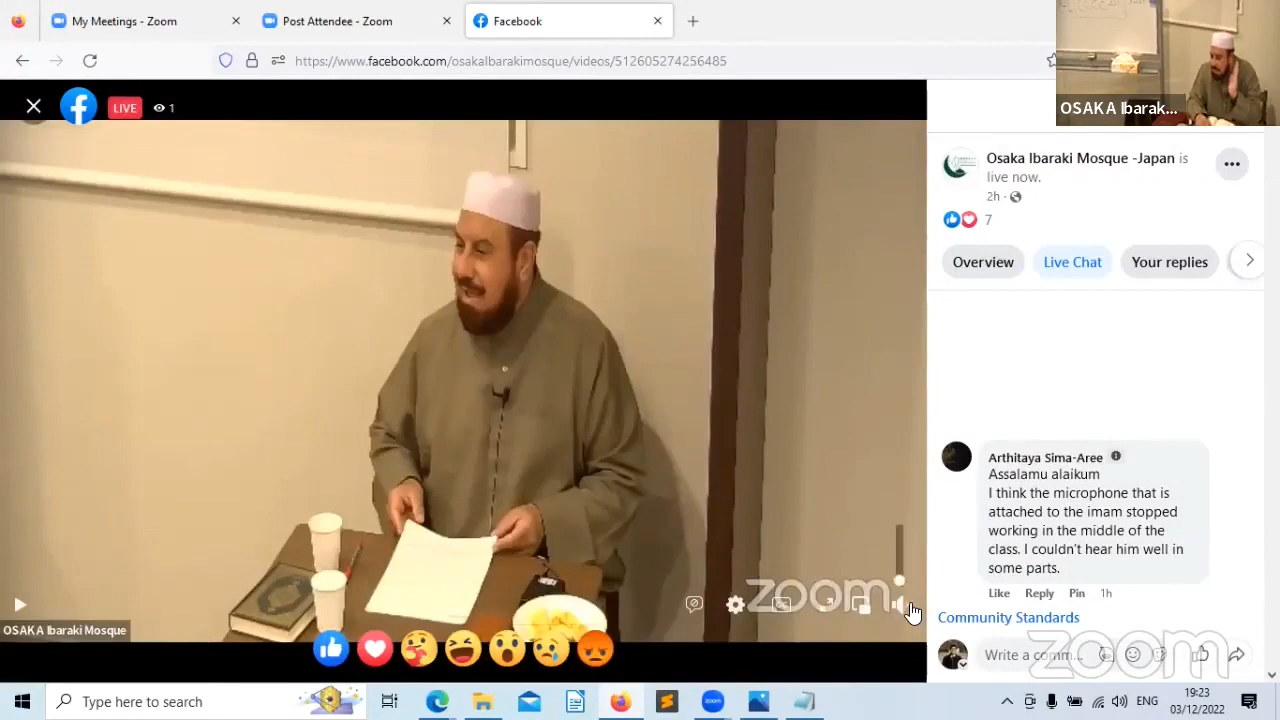 My Meetings - Zoom
Post Attendee - Zoom
Facebook
https://www.facebook.com/osakaIbarakimosque/videos/512605274256485
OSAKA Ibarak...
LIVE
1
Osaka Ibaraki Mosque -Japan is
live now.
2h ·
7
Overview
Live Chat
Your replies
Arthitaya Sima-Aree
Assalamu alaikum
I think the microphone that is
attached to the imam stopped
working in the middle of the
class. I couldn't hear him well in
some parts.
Like
Reply
Pin
1h
Community Standards
zoom
OSAKA Ibaraki Mosque
Write a comm...
zoom
Type here to search
zoom
ENG
19:23
03/12/2022